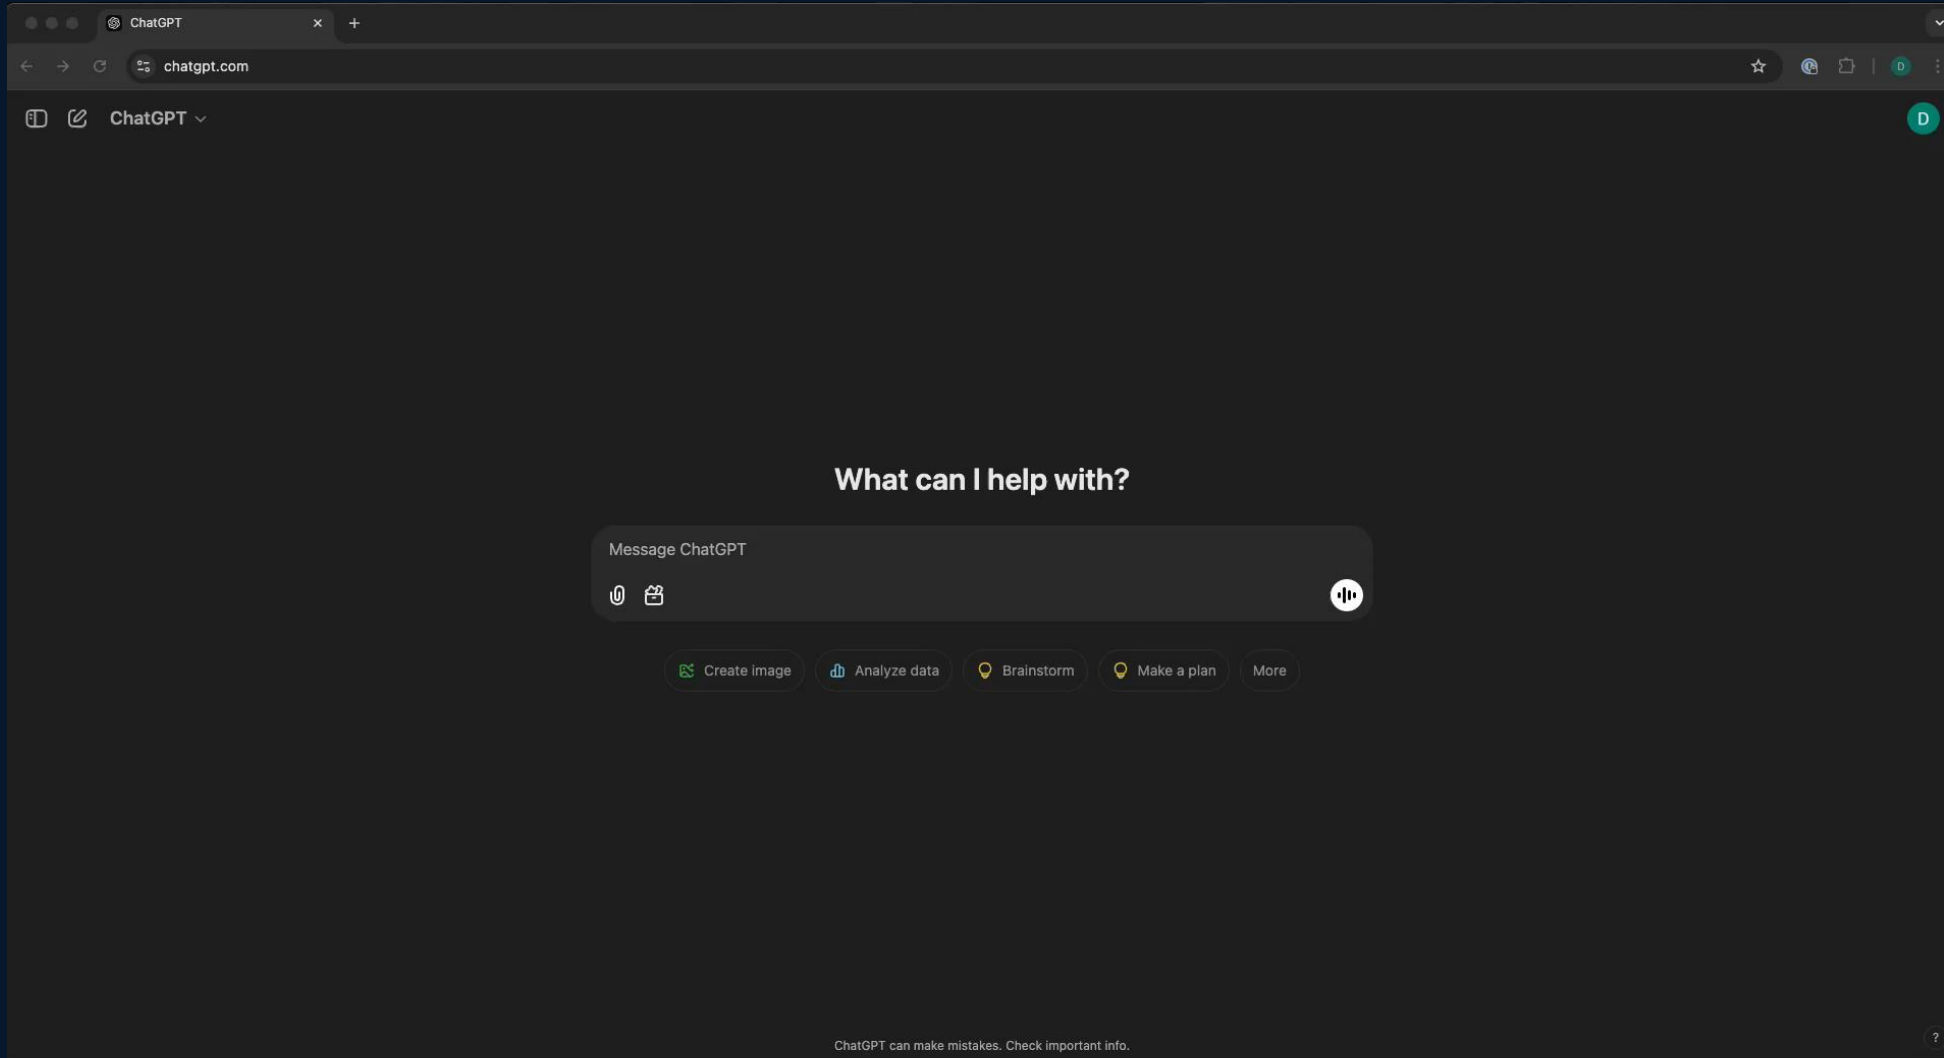 ChatGPT
chatgpt.com
D
ChatGPT
D
What can I help with?
Message ChatGPT
Create image
Analyze data
Brainstorm
Make a plan
More
ChatGPT can make mistakes. Check important info.
?